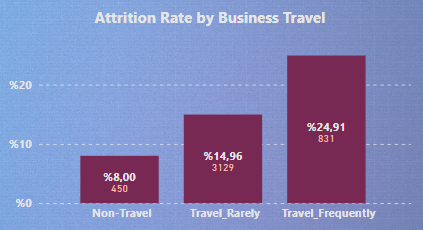 Attrition Rate by Business Travel
%20
%10
%0
%8,00
450
%14,96
3129
%24,91
831
Non-Travel
Travel_Rarely
Travel_Frequently